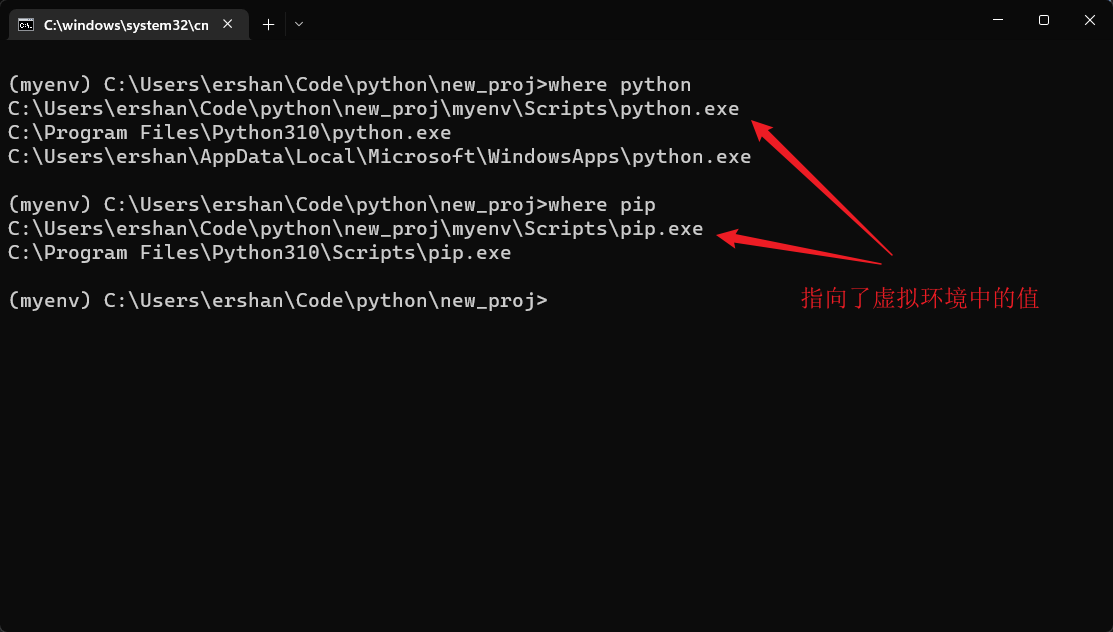 C:\windows\system32\cn
(myenv) C:\Users\ershan\Code\python\new_proj>where python
C:\Users\ershan\Code\python\new_proj\myenv\Scripts\python.exe
C:\Program Files\Python310\python.exe
C:\Users\ershan\AppData\Local\Microsoft\WindowsApps\python.exe
(myenv) C:\Users\ershan\Code\python\new_proj>where pip
C:\Users\ershan\Code\python\new_proj\myenv\Scripts\pip.exe
C:\Program Files\Python310\Scripts\pip.exe
(myenv) C:\Users\ershan\Code\python\new_proj>
指向了虚拟环境中的值